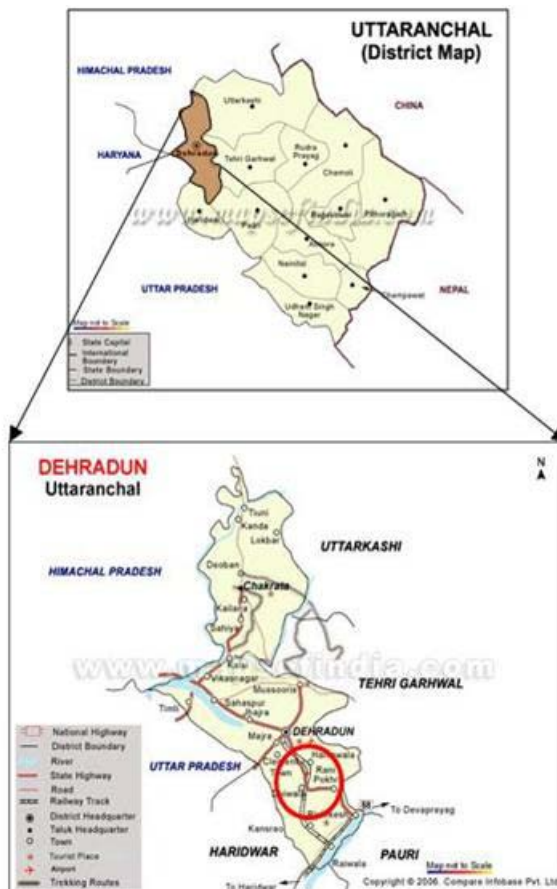 UTTARANCHAL
(District Map)
HIMACHAL PRADESH
CHINA
Uttarkashi
HARYANA
Dehradun
Tehri Garhwal
Rudra
Prayag
Chamoli
Pauri
Bageshwar
Pithoragarh
Almora
Nainital
UTTAR PRADESH
NEPAL
Champawat
Udham Singh
Nagar
Map not to Scale
State Capital
International
Boundary
State Boundary
District Boundary
DEHRADUN
Uttaranchal
N
Tiuni
Kanda
Lokhar
UTTARKASHI
HIMACHAL PRADESH
Deoban
Chakrata
Kailana
Sahiya
Kalsi
TEHRI GARHWAL
Vikasnagar
Mussoorie
Timli
Sahaspur
Jhajra
DEHRADUN
Majra
UTTAR PRADESH
Town
Rani
Pokhri
Kansrao
To Devaprayag
HARIDWAR
Raiwala
PAURI
To Haridwar
National Highway
District Boundary
River
State Highway
Road
Railway Track
District Headquarter
Taluk Headquarter
Town
Tourist Place
Airport
Trekking Routes
Map not to Scale
Copyright © 2006. Compare Infobase Pvt. Ltd